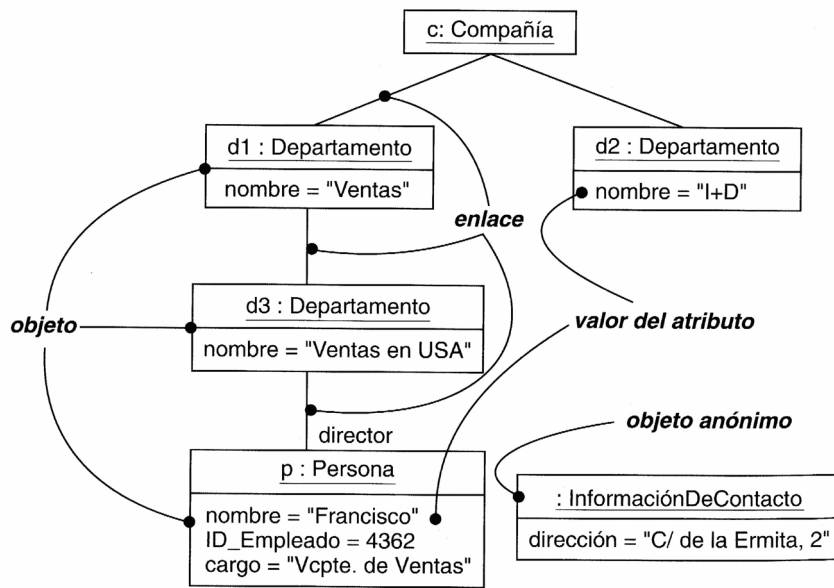 c: Compañía
d1 : Departamento
nombre = "Ventas"
d2 : Departamento
nombre = "I+D"
enlace
objeto
d3 : Departamento
nombre = "Ventas en USA"
valor del atributo
director
objeto anónimo
p : Persona
nombre = "Francisco"
ID_Empleado = 4362
cargo = "Vcpte. de Ventas"
: InformaciónDeContacto
dirección = "C/ de la Ermita, 2"